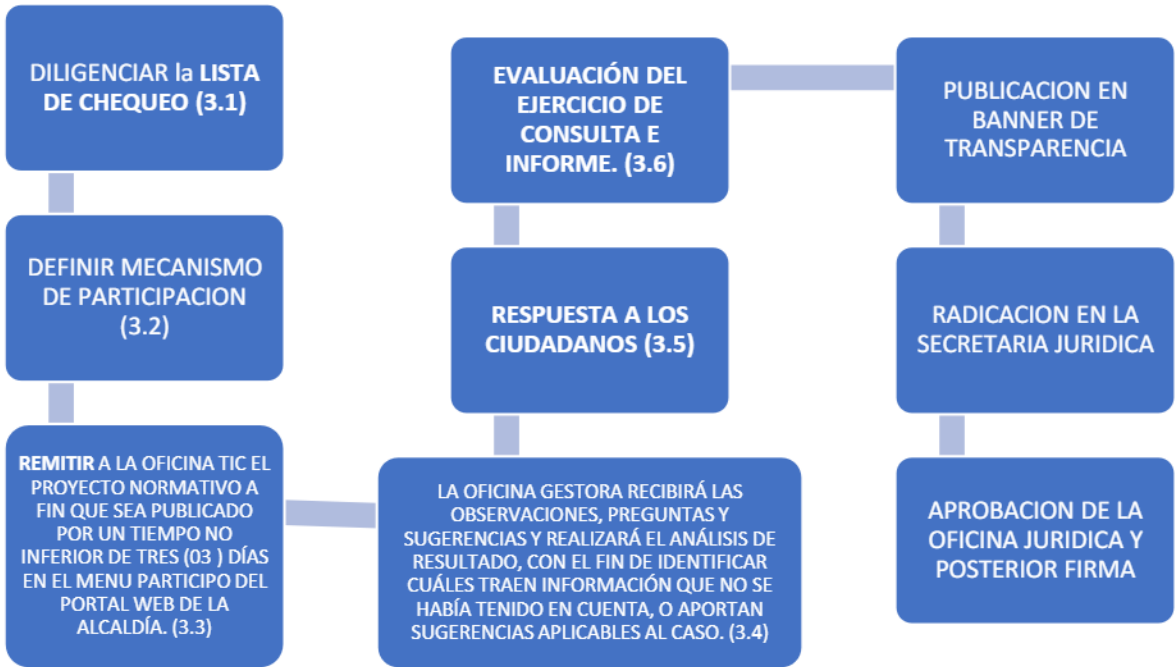 DILIGENCIAR la LISTA
DE CHEQUEO (3.1)
DEFINIR MECANISMO
DE PARTICIPACION
(3.2)
REMITIR A LA OFICINA TIC EL
PROYECTO NORMATIVO A
FIN QUE SEA PUBLICADO
POR UN TIEMPO NO
INFERIOR DE TRES (03 ) DÍAS
EN EL MENU PARTICIPO DEL
PORTAL WEB DE LA
ALCALDÍA. (3.3)
LA OFICINA GESTORA RECIBIRÁ LAS
OBSERVACIONES, PREGUNTAS Y
SUGERENCIAS Y REALIZARÁ EL ANÁLISIS DE
RESULTADO, CON EL FIN DE IDENTIFICAR
CUÁLES TRAEN INFORMACIÓN QUE NO SE
HABÍA TENIDO EN CUENTA, O APORTAN
SUGERENCIAS APLICABLES AL CASO. (3.4)
RESPUESTA A LOS
CIUDADANOS (3.5)
EVALUACIÓN DEL
EJERCICIO DE
CONSULTA E
INFORME. (3.6)
PUBLICACION EN
BANNER DE
TRANSPARENCIA
RADICACION EN LA
SECRETARIA JURIDICA
APROBACION DE LA
OFICINA JURIDICA Y
POSTERIOR FIRMA